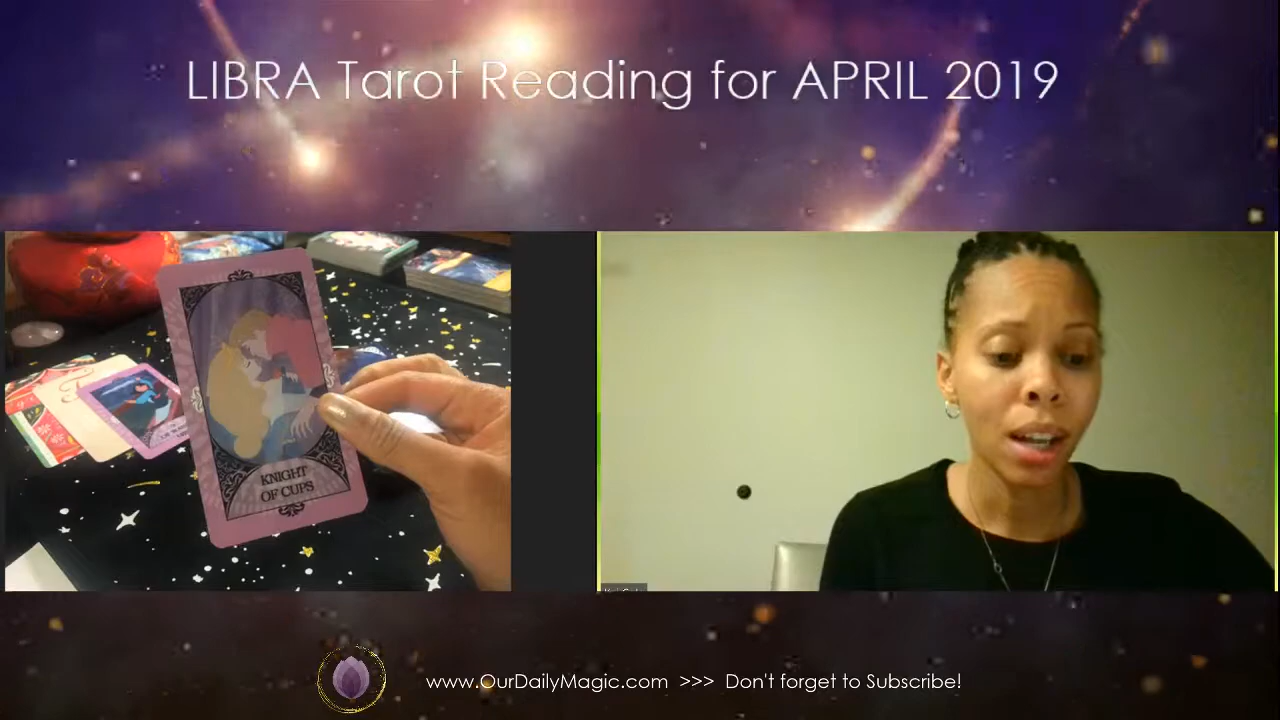 LIBRA Tarot Reading for APRIL 2019
KNIGHT
OF CUPS
www.OurDailyMagic.com >>> Don't forget to Subscribe!